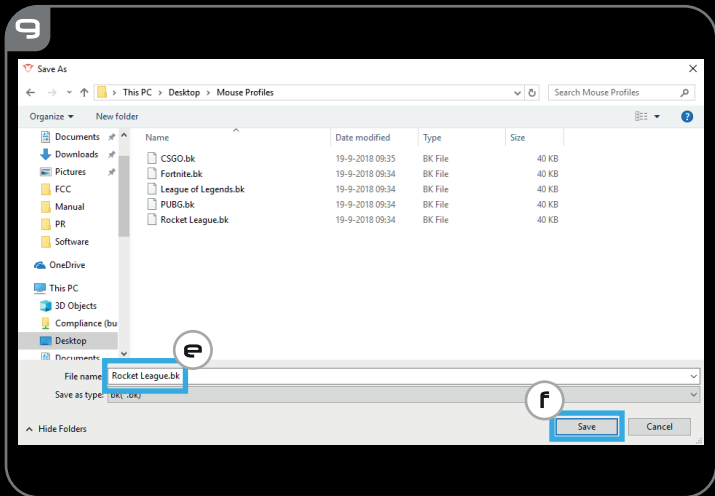 9
Save As
This PC > Desktop > Mouse Profiles
Search Mouse Profiles
Organize
New folder
?
Documents
Downloads
Pictures
FCC
Manual
PR
Software
OneDrive
This PC
3D Objects
Compliance (bu
Desktop
Documents
Name Date modified Type Size
CSGO.bk 19-9-2018 09:35 BK File 40 KB
Fortnite.bk 19-9-2018 09:34 BK File 40 KB
League of Legends.bk 19-9-2018 09:34 BK File 40 KB
PUBG.bk 19-9-2018 09:34 BK File 40 KB
Rocket League.bk 19-9-2018 09:34 BK File 40 KB
e
File name: Rocket League.bk
Save as type: bk(*.bk)
f
Hide Folders
Save
Cancel